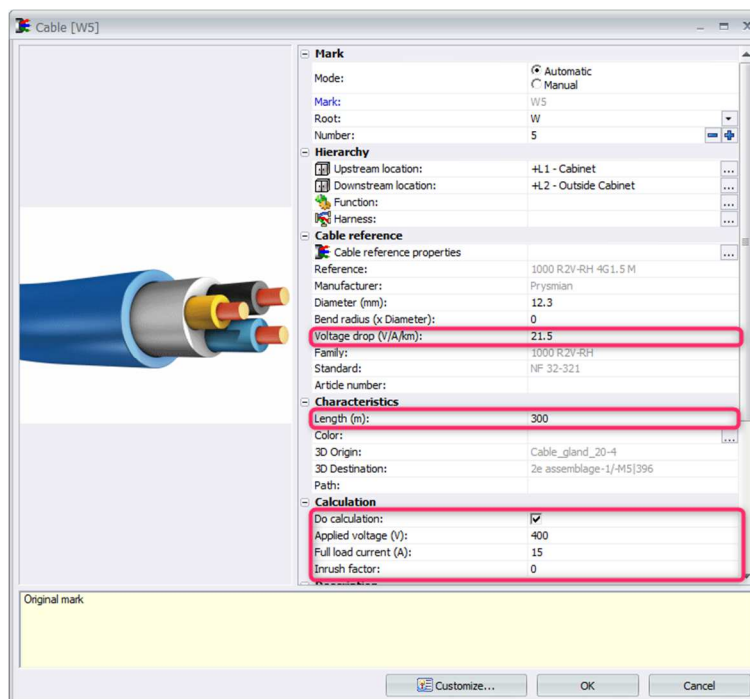 Cable [W5]
Mark
Mode: Automatic
Manual
Mark: W5
Root: W
Number: 5
Hierarchy
Upstream location: +L1 - Cabinet ...
Downstream location: +L2 - Outside Cabinet ...
Function: ...
Harness: ...
Cable reference
Cable reference properties ...
Reference: 1000 R2V-RH 4G1.5 M
Manufacturer: Prysmian
Diameter (mm): 12.3
Bend radius (x Diameter): 0
Voltage drop (V/A/km): 21.5
Family: 1000 R2V-RH
Standard: NF 32-321
Article number:
Characteristics
Length (m): 300
Color: ...
3D Origin: Cable_gland_20-4
3D Destination: 2e assemblage-1/-M5|396
Path:
Calculation
Do calculation:
Applied voltage (V): 400
Full load current (A): 15
Inrush factor: 0
Description
Original mark
Customize... OK Cancel